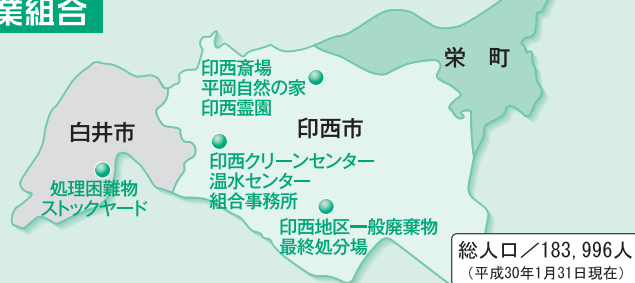 業組合
印西斎場
平岡自然の家
印西霊園
栄 町
白井市
印西市
印西クリーンセンター
温水センター
組合事務所
処理困難物
ストックヤード
印西地区一般廃棄物
最終処分場
総人口／183,996人
（平成30年1月31日現在）